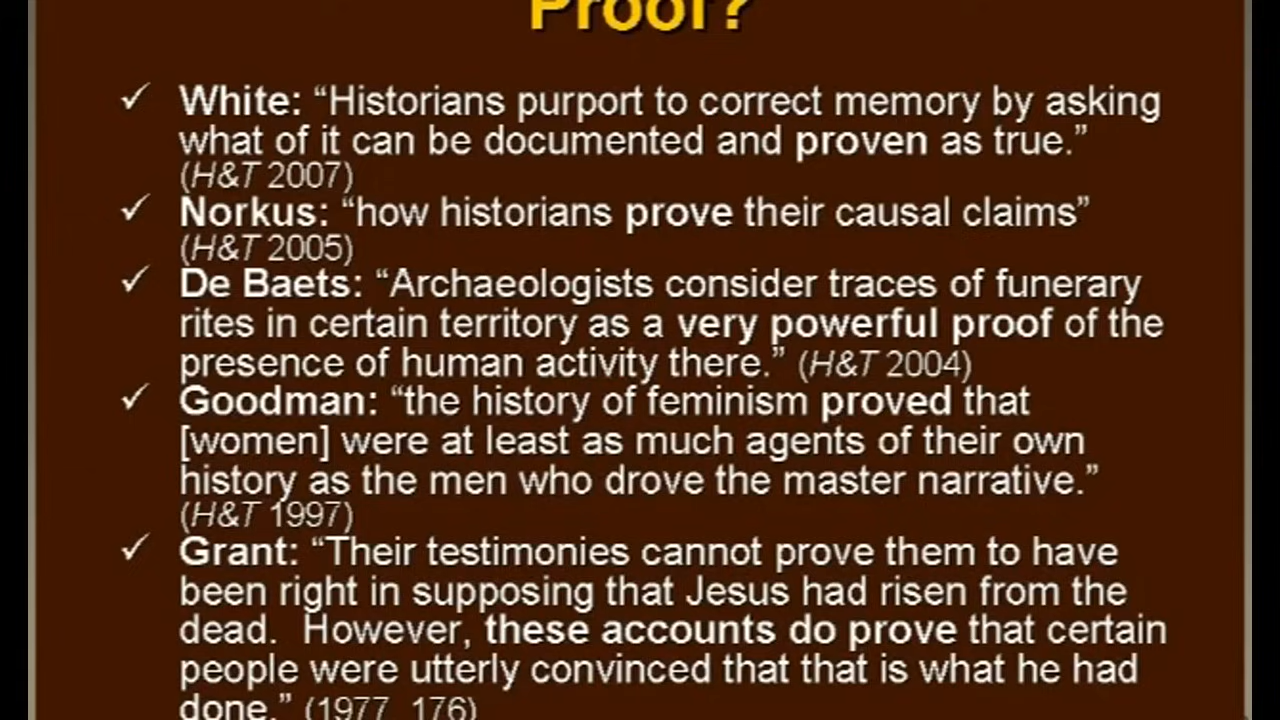 Proof?
✓ White: “Historians purport to correct memory by asking
what of it can be documented and proven as true.”
(H&T 2007)
✓ Norkus: “how historians prove their causal claims”
(H&T 2005)
✓ De Baets: “Archaeologists consider traces of funerary
rites in certain territory as a very powerful proof of the
presence of human activity there.” (H&T 2004)
✓ Goodman: “the history of feminism proved that
[women] were at least as much agents of their own
history as the men who drove the master narrative.”
(H&T 1997)
✓ Grant: “Their testimonies cannot prove them to have
been right in supposing that Jesus had risen from the
dead. However, these accounts do prove that certain
people were utterly convinced that that is what he had
done.” (1977, 176)